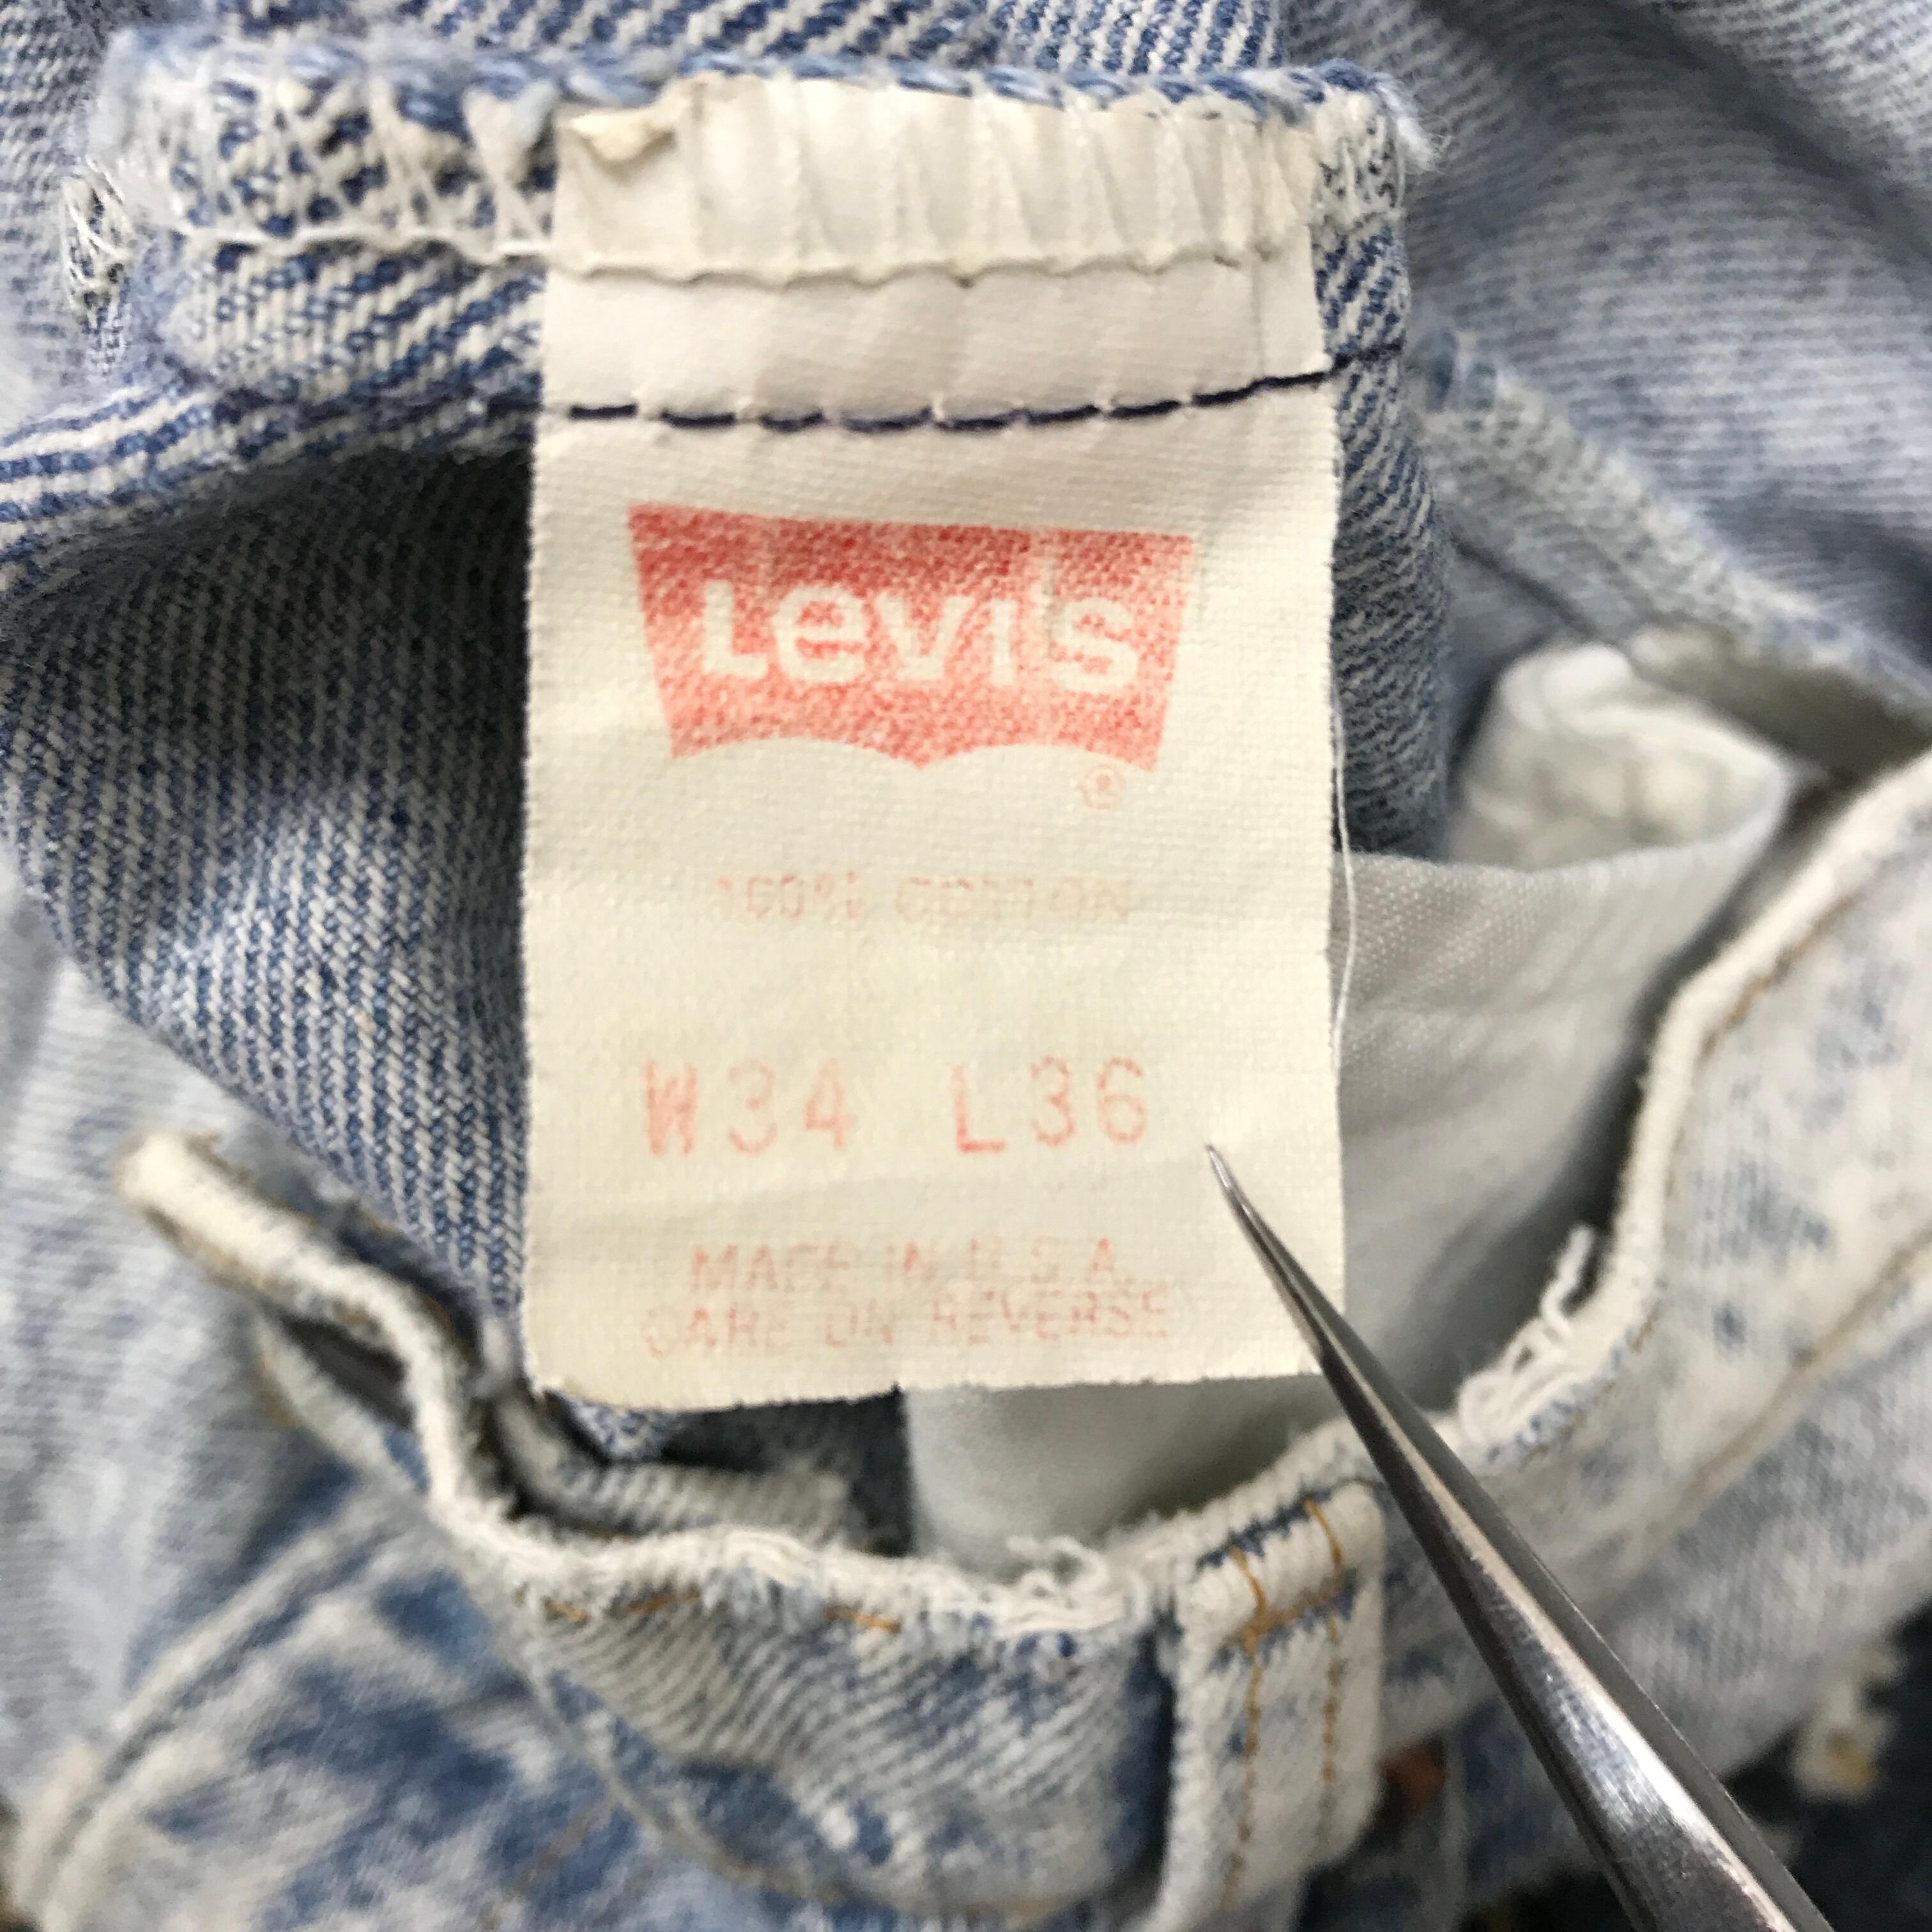 Levi's
®
100% COTTON
W34 L36
MADE IN U.S.A.
CARE ON REVERSE